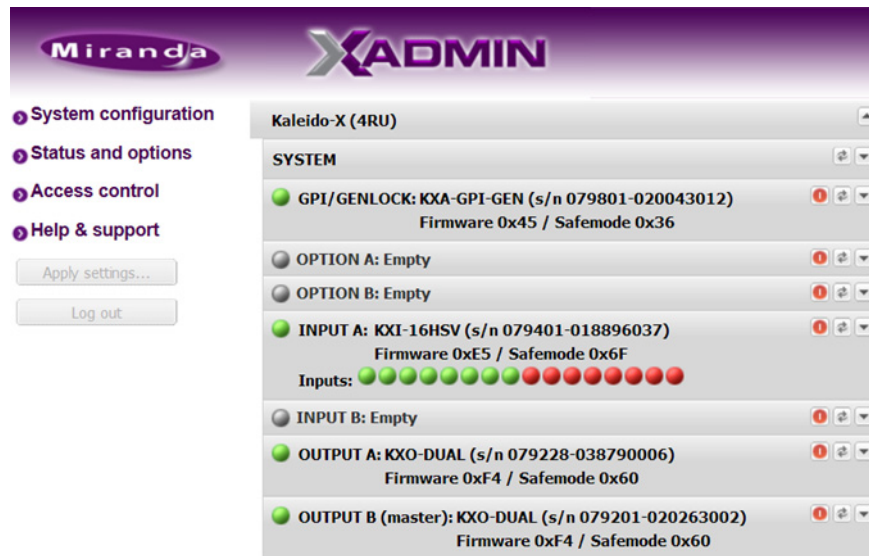 Miranda
XADMIN
System configuration
Status and options
Access control
Help & support
Apply settings...
Log out
Kaleido-X (4RU)
SYSTEM
GPI/GENLOCK: KXA-GPI-GEN (s/n 079801-020043012)
Firmware 0x45 / Safemode 0x36
OPTION A: Empty
OPTION B: Empty
INPUT A: KXI-16HSV (s/n 079401-018896037)
Firmware 0xE5 / Safemode 0x6F
Inputs:
INPUT B: Empty
OUTPUT A: KXO-DUAL (s/n 079228-038790006)
Firmware 0xF4 / Safemode 0x60
OUTPUT B (master): KXO-DUAL (s/n 079201-020263002)
Firmware 0xF4 / Safemode 0x60